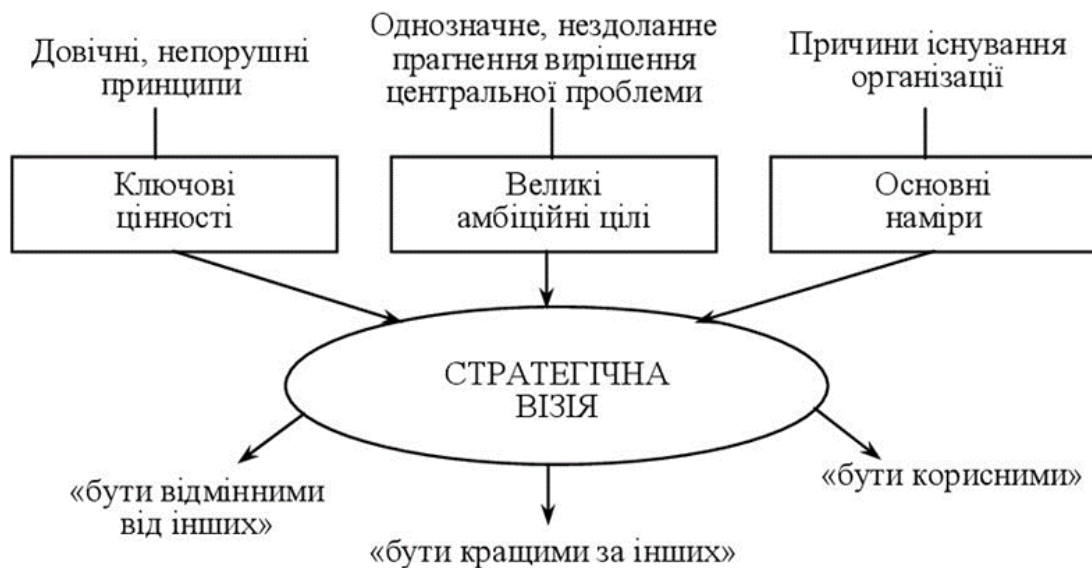 Довічні, непорушні
принципи
Однозначне, нездоланне
прагнення вирішення
центральної проблеми
Причини існування
організації
Ключові
цінності
Великі
амбіційні цілі
Основні
наміри
СТРАТЕГІЧНА
ВІЗІЯ
«бути відмінними
від інших»
«бути кращими за інших»
«бути корисними»